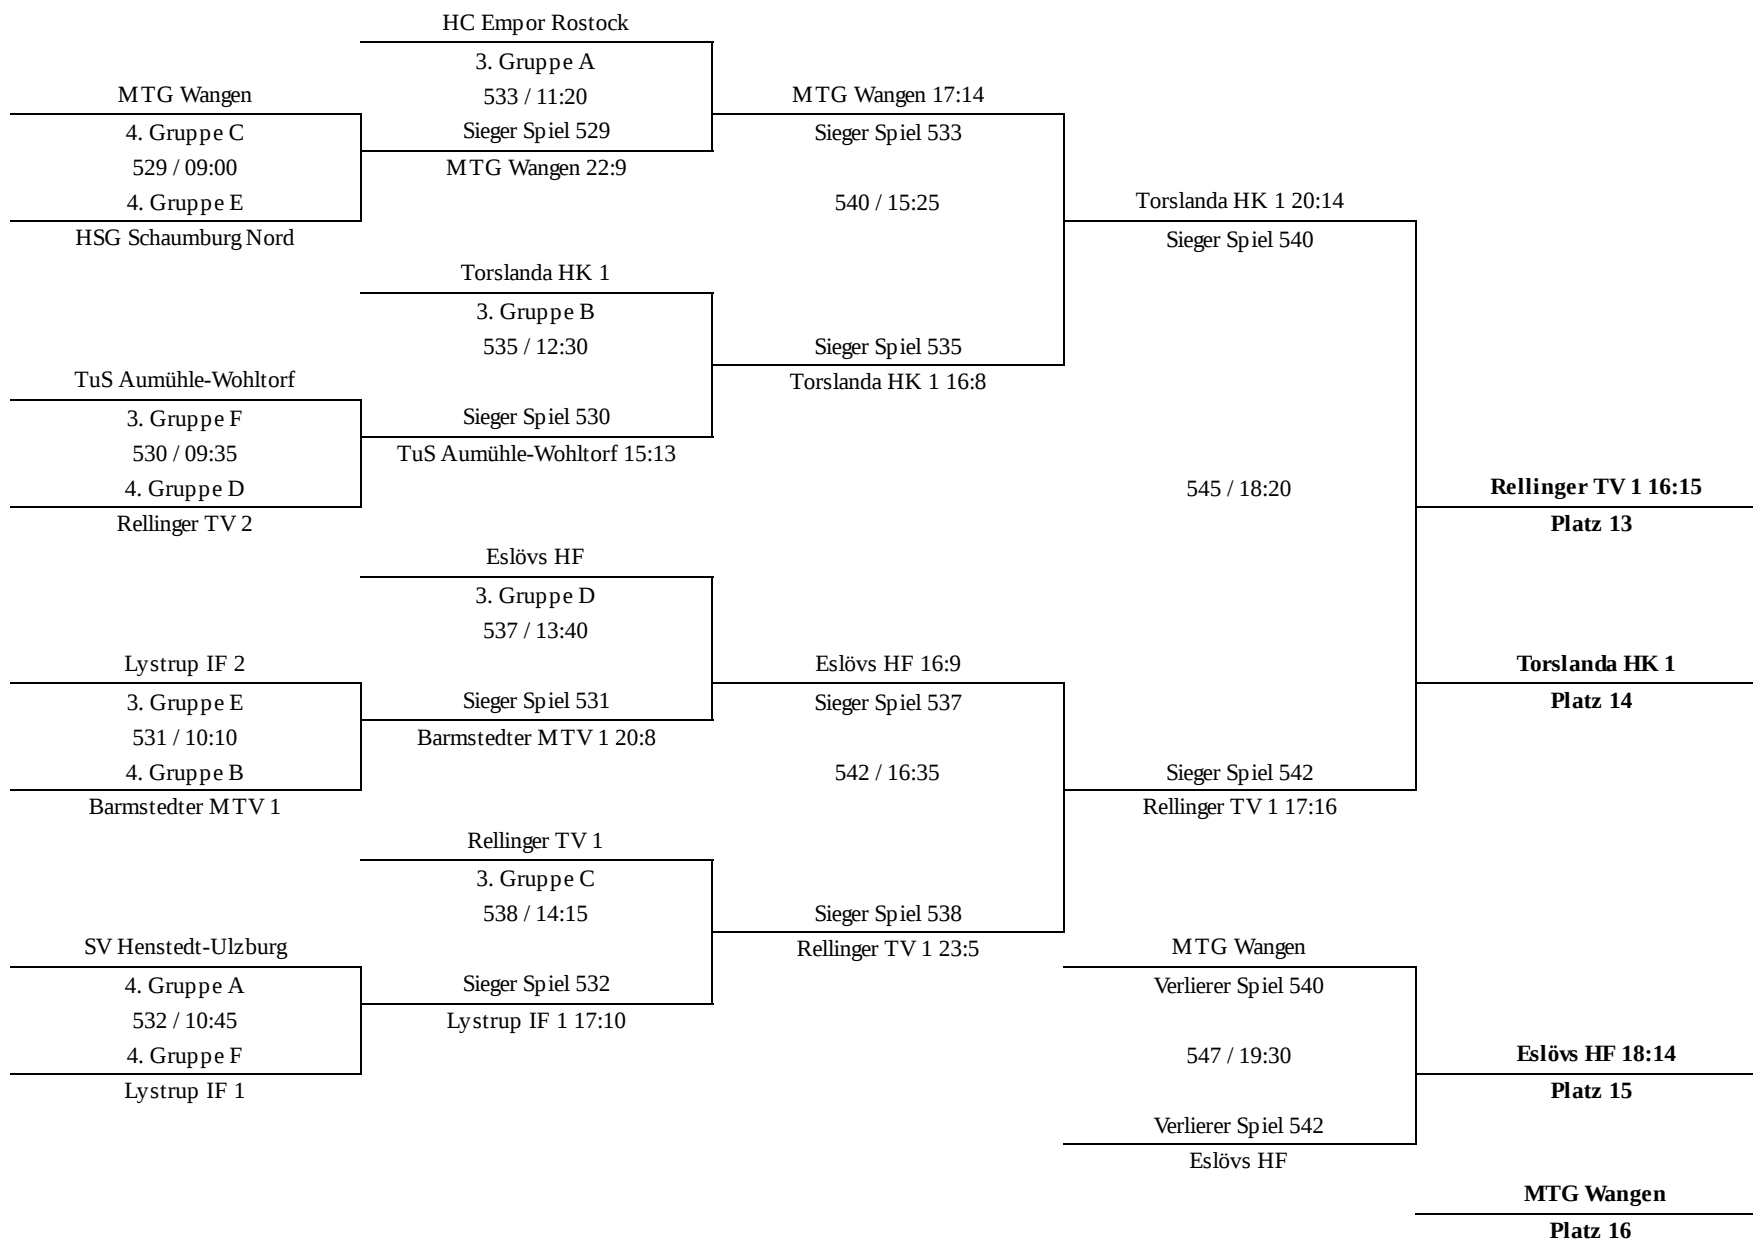 HC Empor Rostock
3. Gruppe A
533 / 11:20
Sieger Spiel 529
MTG Wangen 22:9
MTG Wangen
4. Gruppe C
529 / 09:00
4. Gruppe E
HSG Schaumburg Nord
MTG Wangen 17:14
Sieger Spiel 533
540 / 15:25
Sieger Spiel 535
Torslanda HK 1 16:8
Torslanda HK 1 20:14
Sieger Spiel 540
Torslanda HK 1
3. Gruppe B
535 / 12:30
Sieger Spiel 530
TuS Aumühle-Wohltorf 15:13
TuS Aumühle-Wohltorf
3. Gruppe F
530 / 09:35
4. Gruppe D
Rellinger TV 2
545 / 18:20
Rellinger TV 1 16:15
Platz 13
Eslövs HF
3. Gruppe D
537 / 13:40
Sieger Spiel 531
Barmstedter MTV 1 20:8
Lystrup IF 2
3. Gruppe E
531 / 10:10
4. Gruppe B
Barmstedter MTV 1
Eslövs HF 16:9
Sieger Spiel 537
542 / 16:35
Sieger Spiel 538
Rellinger TV 1 23:5
Torslanda HK 1
Platz 14
Sieger Spiel 542
Rellinger TV 1 17:16
Rellinger TV 1
3. Gruppe C
538 / 14:15
Sieger Spiel 532
Lystrup IF 1 17:10
SV Henstedt-Ulzburg
4. Gruppe A
532 / 10:45
4. Gruppe F
Lystrup IF 1
MTG Wangen
Verlierer Spiel 540
547 / 19:30
Verlierer Spiel 542
Eslövs HF
Eslövs HF 18:14
Platz 15
MTG Wangen
Platz 16